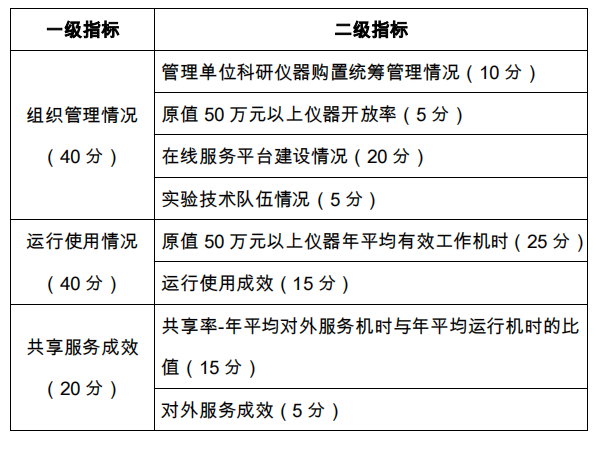 一级指标
二级指标
组织管理情况
（40 分）
管理单位科研仪器购置统筹管理情况（10 分）
原值 50 万元以上仪器开放率（5 分）
在线服务平台建设情况（20 分）
实验技术队伍情况（5 分）
运行使用情况
（40 分）
原值 50 万元以上仪器年平均有效工作机时（25 分）
运行使用成效（15 分）
共享服务成效
（20 分）
共享率-年平均对外服务机时与年平均运行机时的比
值（15 分）
对外服务成效（5 分）